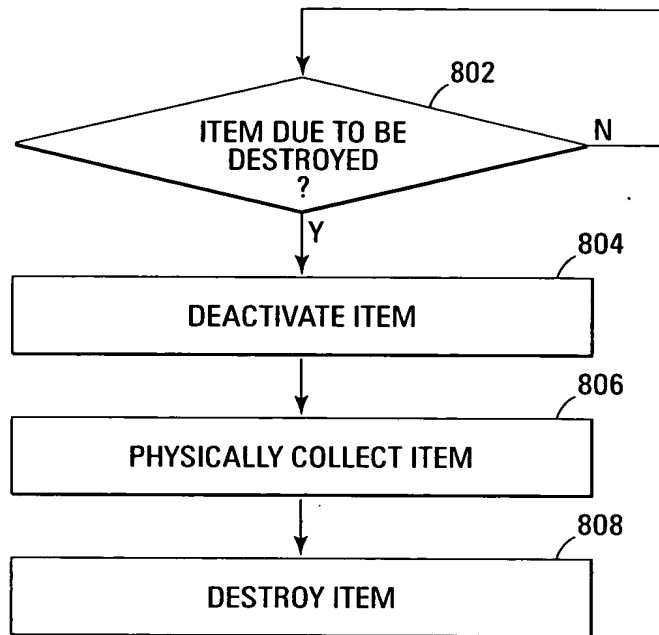 802
ITEM DUE TO BE
DESTROYED
?
N
Y
804
DEACTIVATE ITEM
806
PHYSICALLY COLLECT ITEM
808
DESTROY ITEM